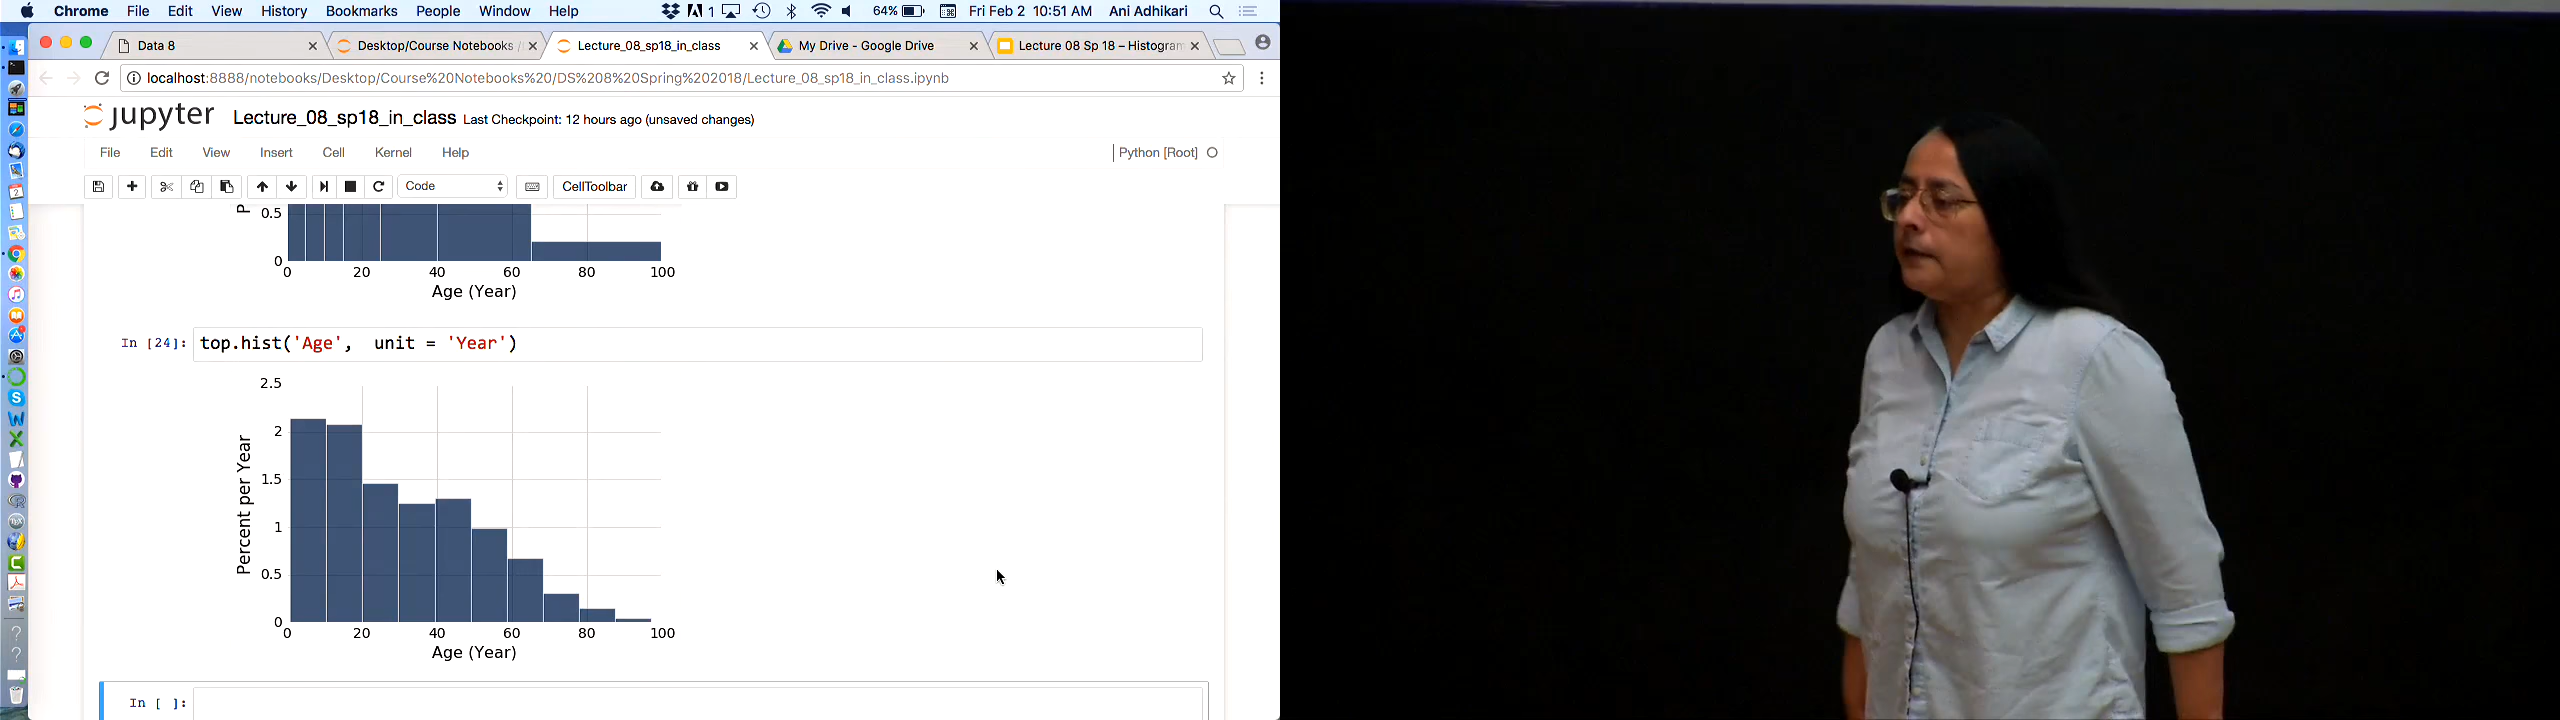 Chrome File Edit View History Bookmarks People Window Help 1 64% Fri Feb 2 10:51 AM Ani Adhikari
Data 8 Desktop/Course Notebooks / Lecture_08_sp18_in_class My Drive - Google Drive Lecture 08 Sp 18 – Histogram
localhost:8888/notebooks/Desktop/Course%20Notebooks%20/DS%208%20Spring%202018/Lecture_08_sp18_in_class.ipynb
jupyter Lecture_08_sp18_in_class Last Checkpoint: 12 hours ago (unsaved changes)
File Edit View Insert Cell Kernel Help Python [Root]
Code CellToolbar
P
0.5
0
0 20 40 60 80 100
Age (Year)
In [24]: top.hist('Age', unit = 'Year')
2.5
2
1.5
1
0.5
0
Percent per Year
0 20 40 60 80 100
Age (Year)
In [ ]: